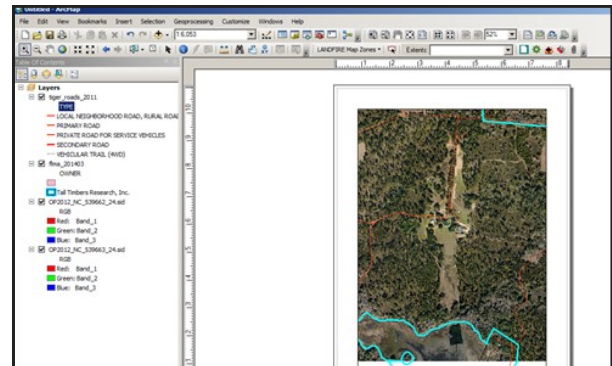 Untitled - ArcMap
File Edit View Bookmarks Insert Selection Geoprocessing Customize Windows Help
1:6,053
52%
LANDFIRE Map Zones
Extent:
Table Of Contents
Layers
tiger_roads_2011
TYPE
LOCAL NEIGHBORHOOD ROAD, RURAL ROA
PRIMARY ROAD
PRIVATE ROAD FOR SERVICE VEHICLES
SECONDARY ROAD
VEHICULAR TRAIL (4WD)
flma_201403
OWNER
Tall Timbers Research, Inc.
OP2012_NC_539662_24.sid
RGB
Red: Band_1
Green: Band_2
Blue: Band_3
OP2012_NC_539663_24.sid
RGB
Red: Band_1
Green: Band_2
Blue: Band_3